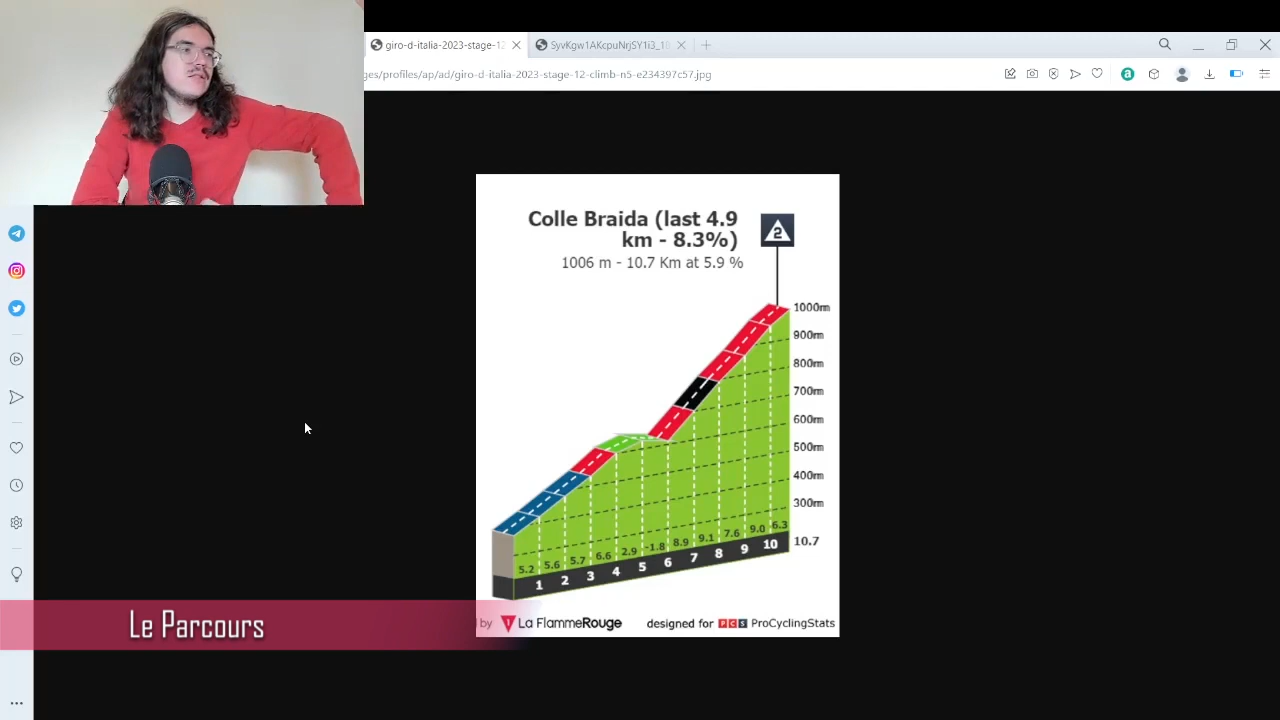 giro-d-italia-2023-stage-12
SyvKgw1AKcpuNrjSY1i3_18
ges/profiles/ap/ad/giro-d-italia-2023-stage-12-climb-n5-e234397c57.jpg
a
Colle Braida (last 4.9
km - 8.3%)
2
1006 m - 10.7 Km at 5.9 %
1000m
900m
800m
700m
600m
500m
400m
300m
5.2 5.6 5.7 6.6 2.9 -1.8 8.9 9.1 7.6 9.0 6.3
1 2 3 4 5 6 7 8 9 10
10.7
Le Parcours
by La FlammeRouge
designed for PCS ProCyclingStats